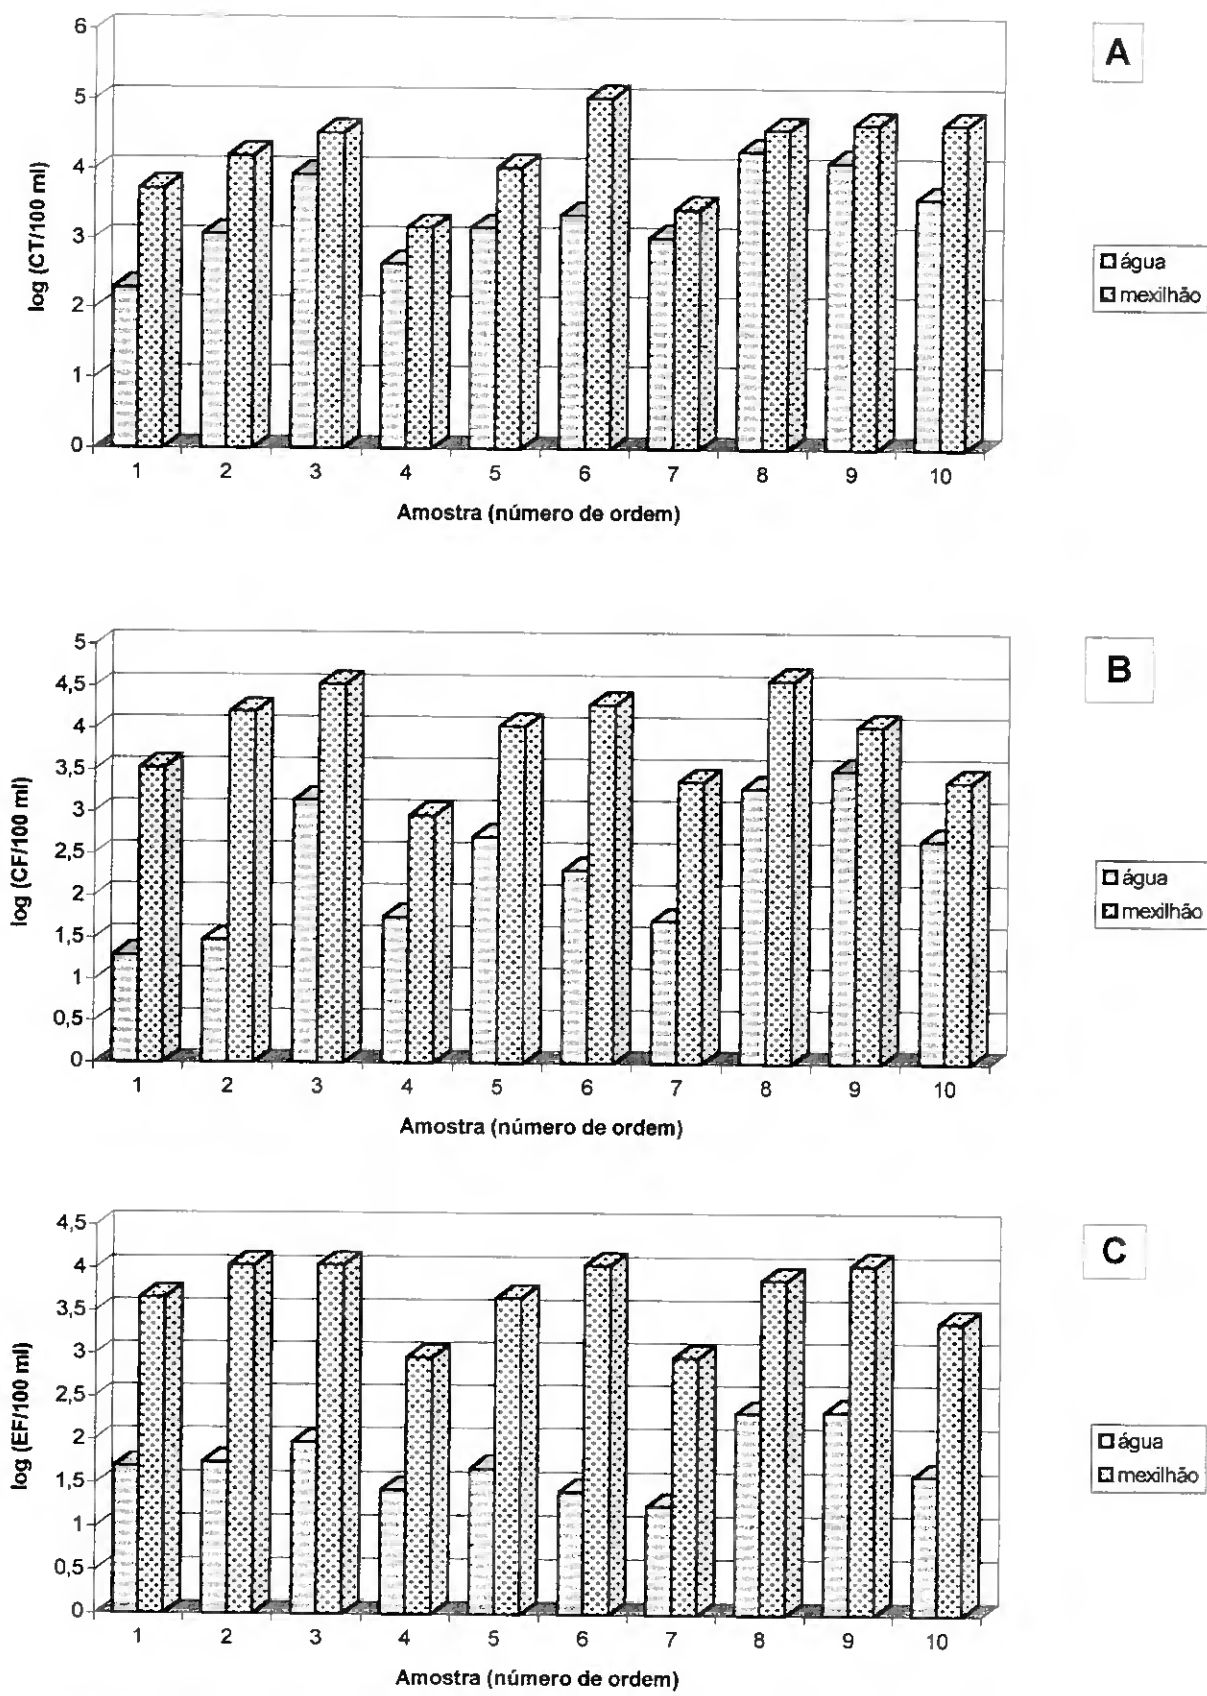 A
log (CT/100 ml)
6
5
4
3
2
1
0
1 2 3 4 5 6 7 8 9 10
Amostra (número de ordem)
água
mexilhão
B
log (CF/100 ml)
5
4,5
4
3,5
3
2,5
2
1,5
1
0,5
0
1 2 3 4 5 6 7 8 9 10
Amostra (número de ordem)
água
mexilhão
C
log (EF/100 ml)
4,5
4
3,5
3
2,5
2
1,5
1
0,5
0
1 2 3 4 5 6 7 8 9 10
Amostra (número de ordem)
água
mexilhão